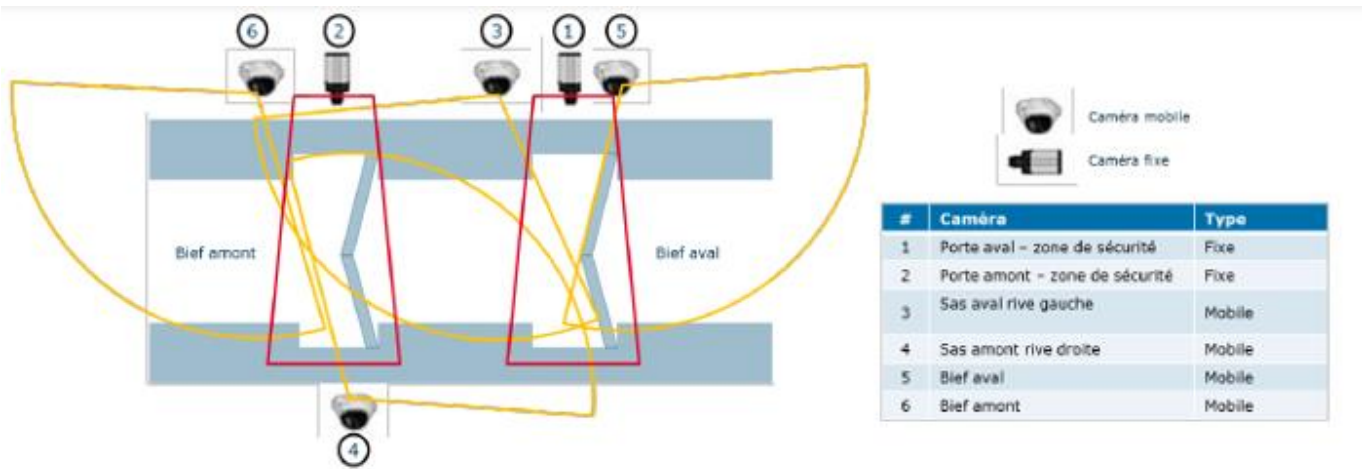 6
2
3
1
5
Bief amont
Bief aval
4
Caméra mobile
Caméra fixe
# Caméra Type
1 Porte aval – zone de sécurité Fixe
2 Porte amont – zone de sécurité Fixe
3 Sas aval rive gauche Mobile
4 Sas amont rive droite Mobile
5 Bief aval Mobile
6 Bief amont Mobile